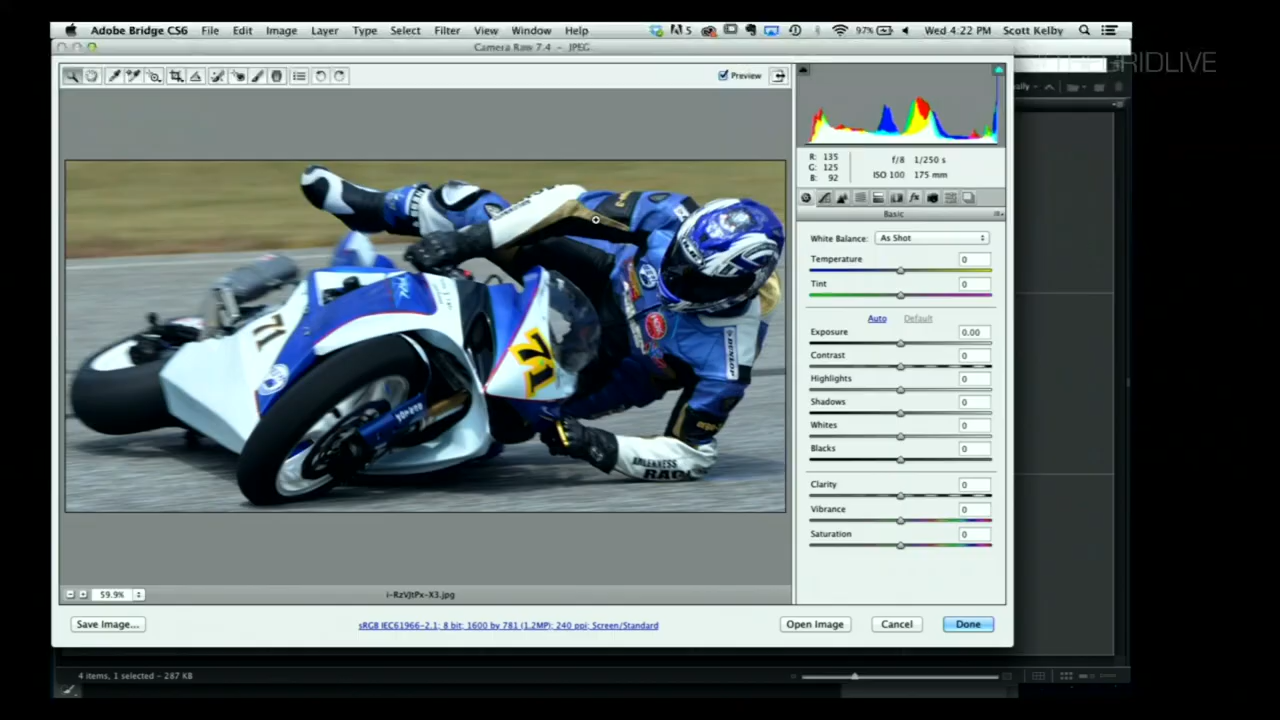 Adobe Bridge CS6 File Edit Image Layer Type Select Filter View Window Help 5 97% Wed 4:22 PM Scott Kelby
Camera Raw 7.4 - JPEG
GRIDLIVE
Preview
R: 135
G: 125
B: 92
f/8 1/250 s
ISO 100 175 mm
Basic
White Balance: As Shot
Temperature 0
Tint 0
Auto Default
Exposure 0.00
Contrast 0
Highlights 0
Shadows 0
Whites 0
Blacks 0
Clarity 0
Vibrance 0
Saturation 0
71
71
DUNLOP
ARLENNESS
RACI
59.9%
i-RzVJtPx-X3.jpg
Save Image...
sRGB IEC61966-2.1; 8 bit; 1600 by 781 (1.2MP); 240 ppi; Screen/Standard
Open Image Cancel Done
4 items, 1 selected - 287 KB